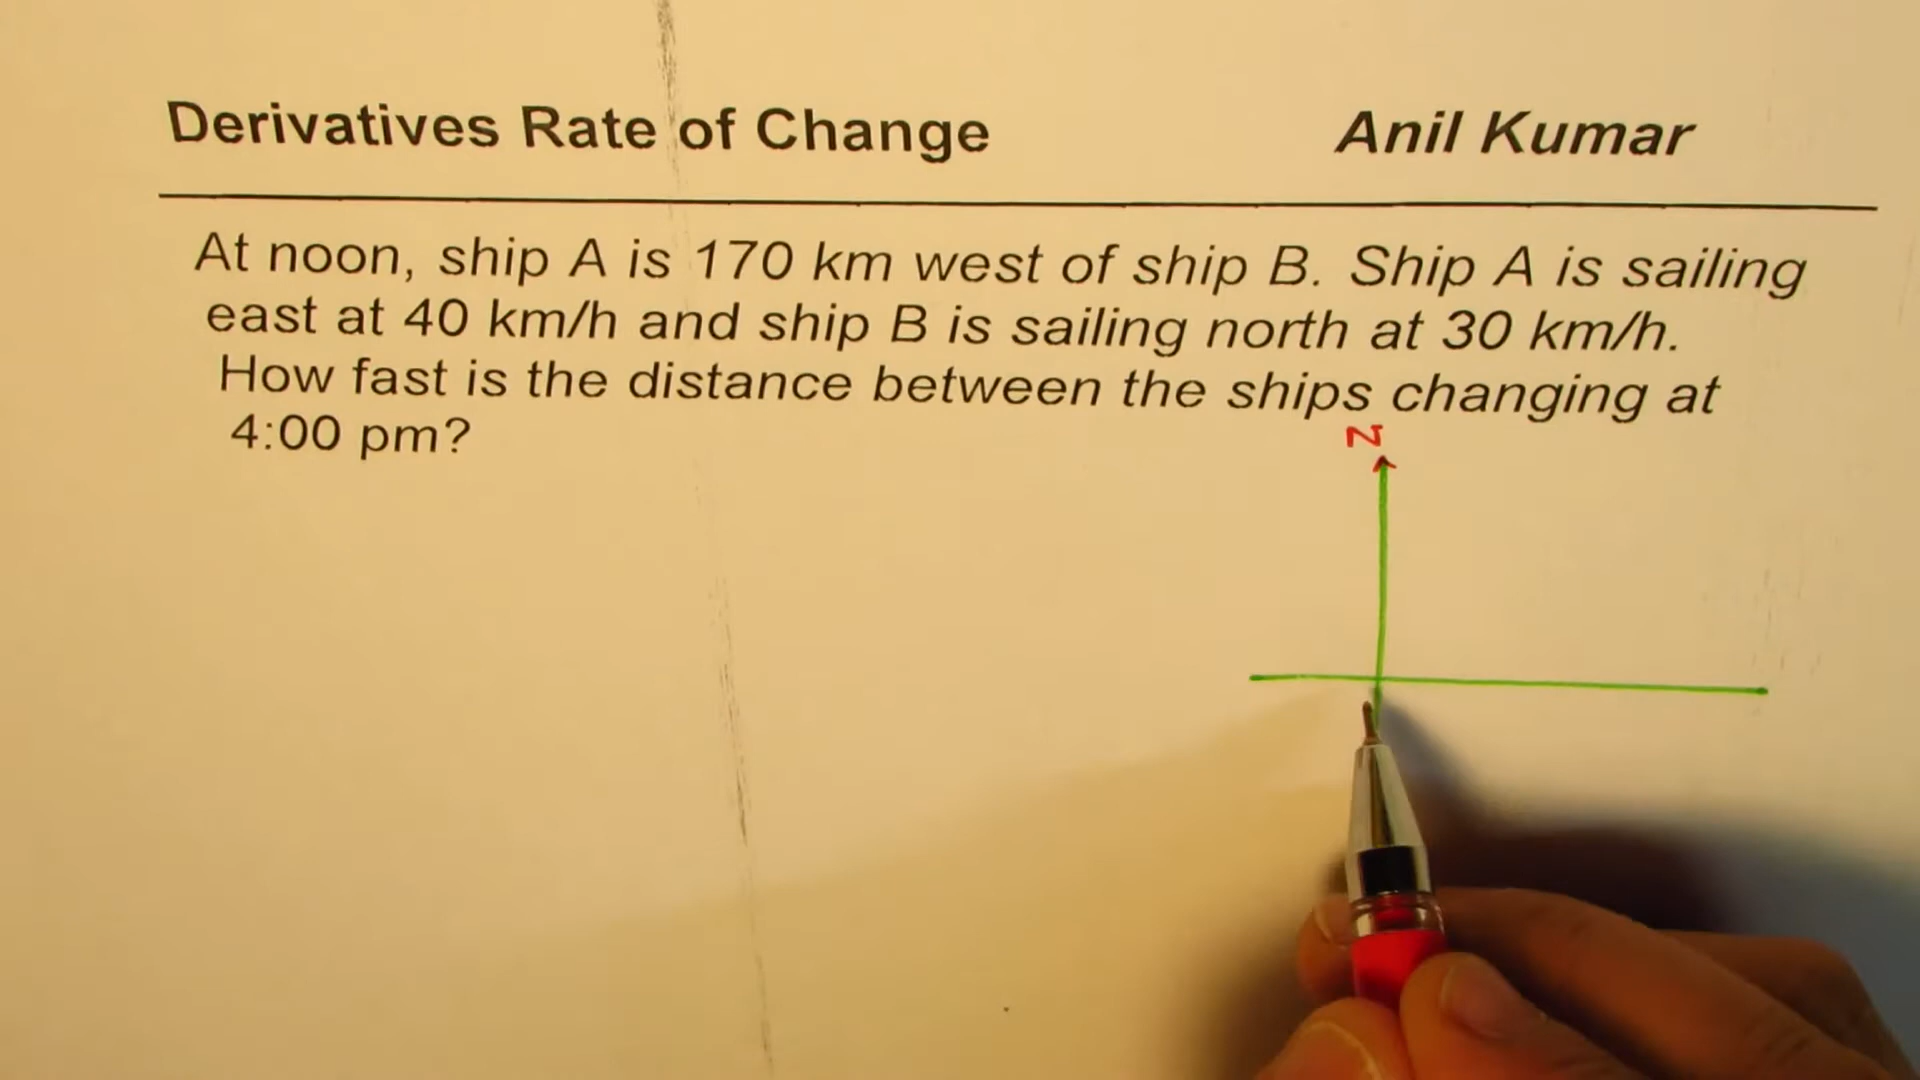 Derivatives Rate of Change Anil Kumar
At noon, ship A is 170 km west of ship B. Ship A is sailing
east at 40 km/h and ship B is sailing north at 30 km/h.
How fast is the distance between the ships changing at
4:00 pm?
N